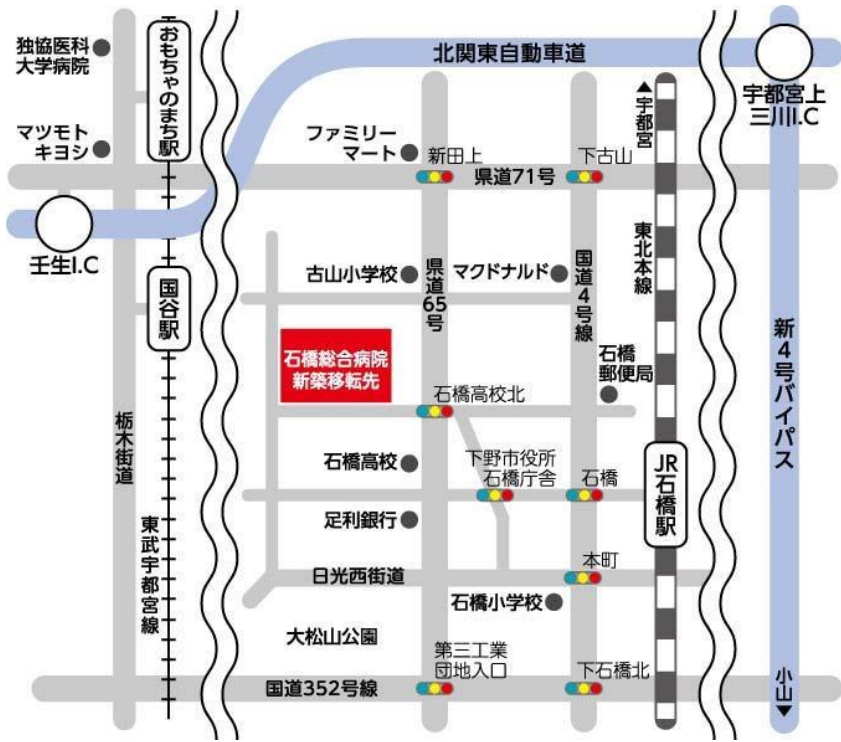 独協医科
大学病院
おもちゃのまち駅
北関東自動車道
宇都宮上
三川I.C
▲宇都宮
マツモト
キヨシ
ファミリー
マート
新田上
下古山
県道71号
壬生I.C
国谷駅
古山小学校
県道
65号
マクドナルド
国道4号線
東北本線
新4号バイパス
石橋総合病院
新築移転先
石橋
郵便局
石橋高校北
栃木街道
石橋高校
下野市役所
石橋庁舎
石橋
JR石橋駅
足利銀行
東武宇都宮線
本町
日光西街道
石橋小学校
大松山公園
第三工業
団地入口
下石橋北
国道352号線
小山▼